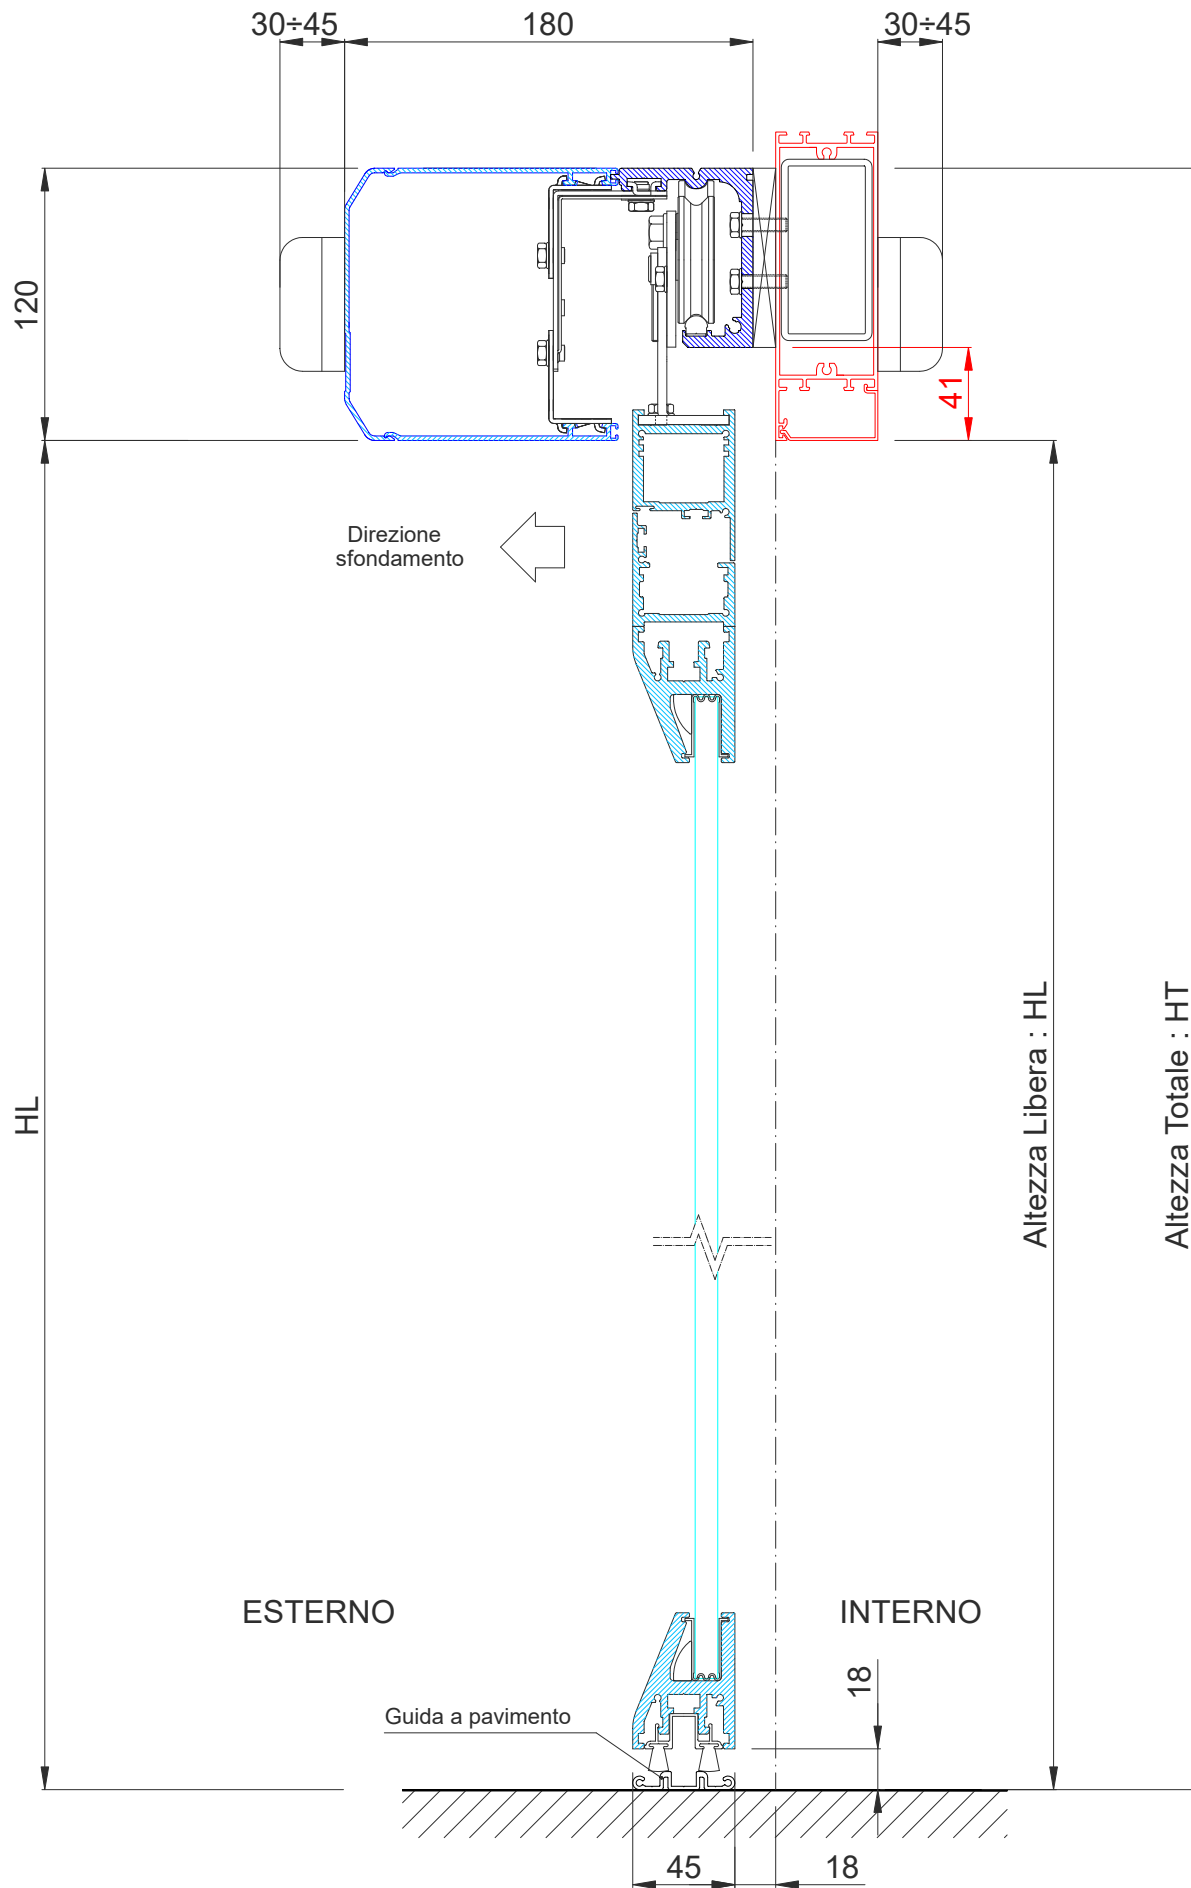 30÷45
180
30÷45
120
41
Direzione
sfondamento
HL
Altezza Libera : HL
Altezza Totale : HT
ESTERNO
INTERNO
18
Guida a pavimento
45
18